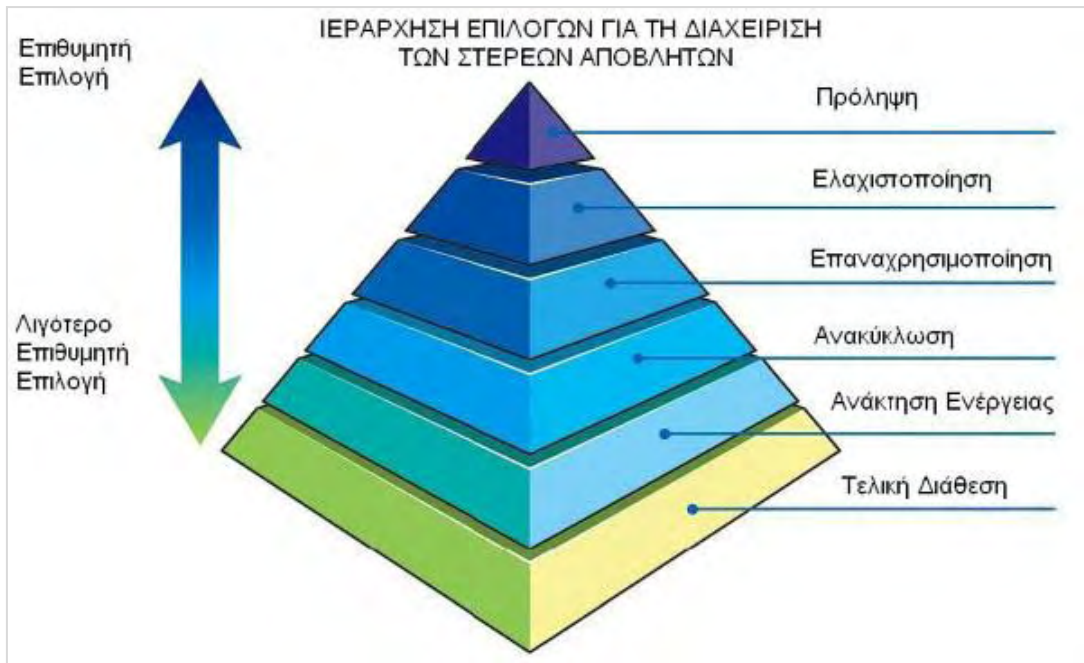 ΙΕΡΑΡΧΗΣΗ ΕΠΙΛΟΓΩΝ ΓΙΑ ΤΗ ΔΙΑΧΕΙΡΙΣΗ
ΤΩΝ ΣΤΕΡΕΩΝ ΑΠΟΒΛΗΤΩΝ
Επιθυμητή
Επιλογή
Πρόληψη
Ελαχιστοποίηση
Επαναχρησιμοποίηση
Λιγότερο
Επιθυμητή
Επιλογή
Ανακύκλωση
Ανάκτηση Ενέργειας
Τελική Διάθεση